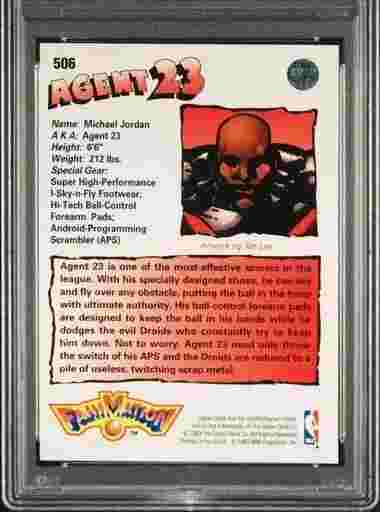 506
AGENT 23
Name: Michael Jordan
A K A: Agent 23
Height: 6'6"
Weight: 212 lbs.
Special Gear:
Super High-Performance
I-Sky-n-Fly Footwear;
Hi-Tech Ball-Control
Forearm Pads;
Android-Programming
Scrambler (APS)
Artwork by
Agent 23 is one of the most effective scorers in the
league. With his specially designed shoes, he can sky
and fly over any obstacle, putting the ball in the hoop
with ultimate authority. His ball-control forearm pads
are designed to keep the ball in his hands while he
dodges the evil Droids who constantly try to keep
him down. Not to worry. Agent 23 need only throw
the switch of his APS and the Droids are reduced to a
pile of useless, twitching scrap metal.
TM
NBA